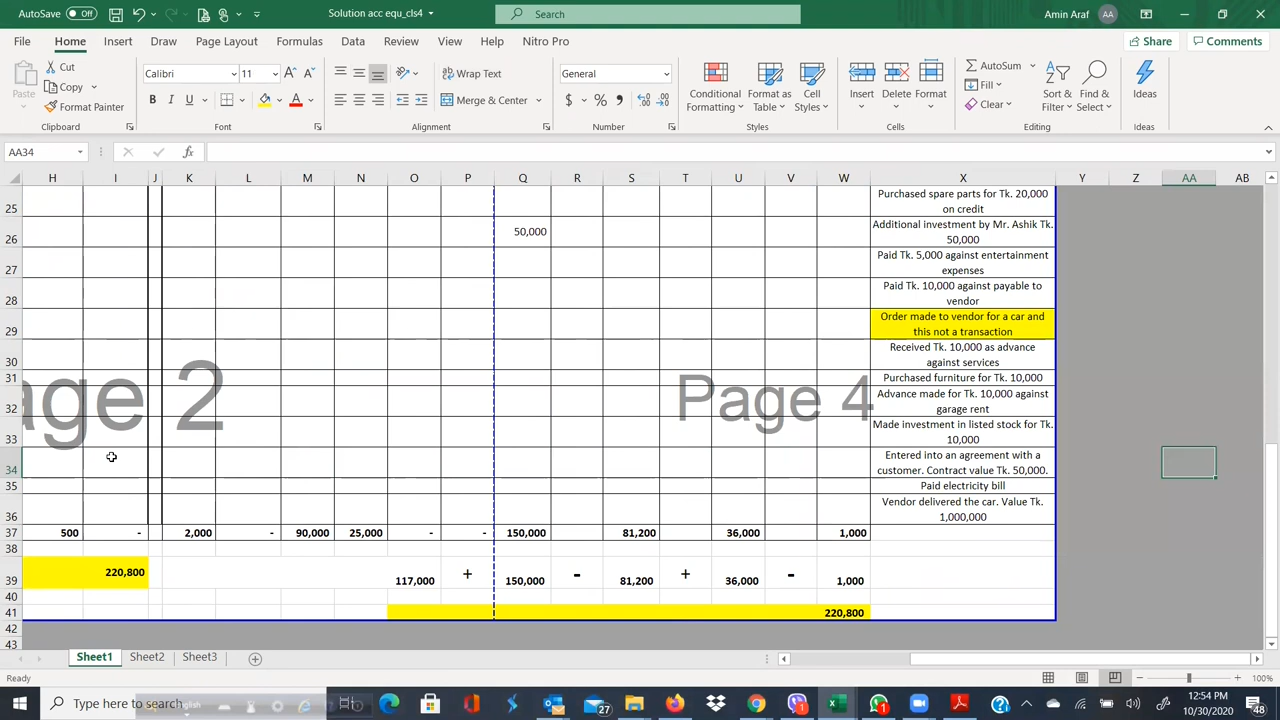 AutoSave Off
Solution acc equ_cls4
Search
Amin Araf AA
File Home Insert Draw Page Layout Formulas Data Review View Help Nitro Pro
Share Comments
Paste
Cut
Copy
Format Painter
Clipboard
Calibri 11
B I U
Font
Wrap Text
Merge & Center
Alignment
General
$ % ,
Number
Conditional Formatting
Format as Table
Cell Styles
Styles
Insert Delete Format
Cells
AutoSum
Fill
Clear
Sort & Filter
Find & Select
Editing
Ideas
Ideas
AA34 fx
H I J K L M N O P Q R S T U V W X Y Z AA AB
25 Purchased spare parts for Tk. 20,000
on credit
26 50,000 Additional investment by Mr. Ashik Tk.
50,000
27 Paid Tk. 5,000 against entertainment
expenses
28 Paid Tk. 10,000 against payable to
vendor
29 Order made to vendor for a car and
this not a transaction
30 Received Tk. 10,000 as advance
against services
31 Purchased furniture for Tk. 10,000
32 Advance made for Tk. 10,000 against
garage rent
33 Made investment in listed stock for Tk.
10,000
34 Entered into an agreement with a
customer. Contract value Tk. 50,000.
35 Paid electricity bill
36 Vendor delivered the car. Value Tk.
1,000,000
age 2
Page 4
37 500 - 2,000 - 90,000 25,000 - - 150,000 81,200 36,000 1,000
38
39 220,800 117,000 + 150,000 - 81,200 + 36,000 - 1,000
40
41 220,800
42
43
Sheet1 Sheet2 Sheet3
Ready
100%
Type here to search
27
1
1
12:54 PM
10/30/2020
48